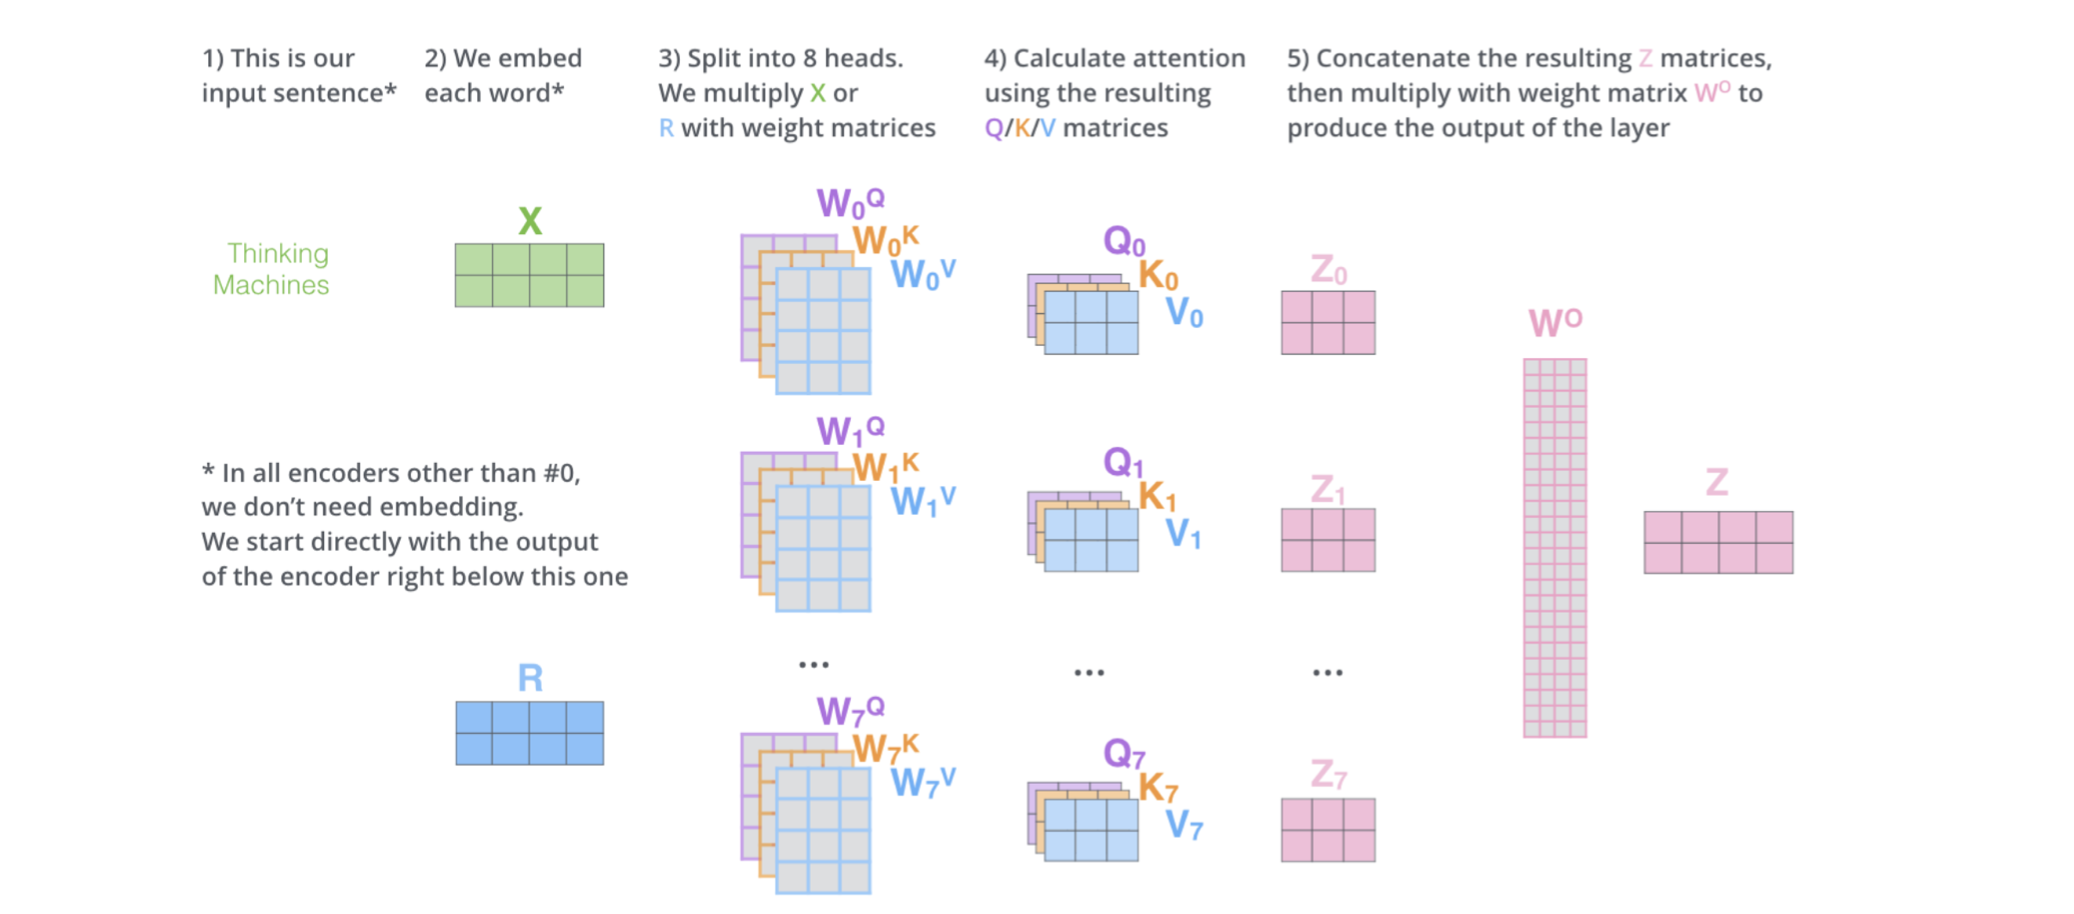 1) This is our
input sentence*
2) We embed
each word*
3) Split into 8 heads.
We multiply X or
R with weight matrices
4) Calculate attention
using the resulting
Q/K/V matrices
5) Concatenate the resulting Z matrices,
then multiply with weight matrix Wᴼ to
produce the output of the layer
Thinking
Machines
X
W₀Q
W₀K
W₀V
Q₀
K₀
V₀
Z₀
* In all encoders other than #0,
we don’t need embedding.
We start directly with the output
of the encoder right below this one
W₁Q
W₁K
W₁V
Q₁
K₁
V₁
Z₁
Wᴼ
Z
...
...
...
R
W₇Q
W₇K
W₇V
Q₇
K₇
V₇
Z₇